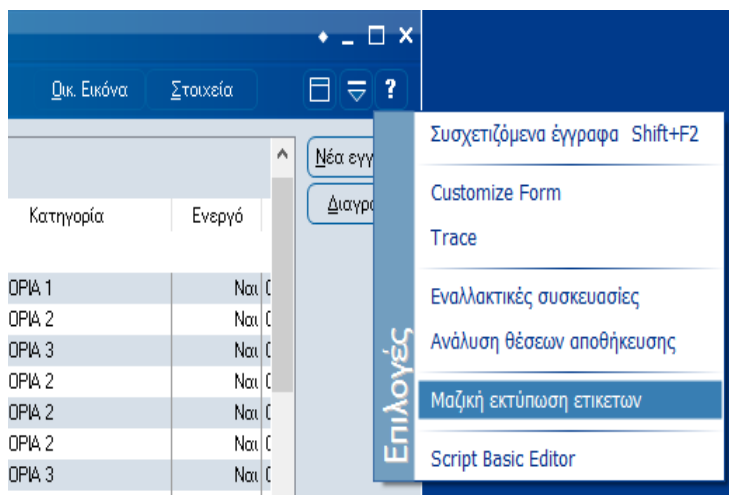 Οικ. Εικόνα Στοιχεία ?
Νέα εγγ
Διαγρα
Κατηγορία Ενεργό
ΟΡΙΑ 1 Ναι
ΟΡΙΑ 2 Ναι
ΟΡΙΑ 3 Ναι
ΟΡΙΑ 2 Ναι
ΟΡΙΑ 2 Ναι
ΟΡΙΑ 2 Ναι
ΟΡΙΑ 3 Ναι
Επιλογές
Συσχετιζόμενα έγγραφα Shift+F2
Customize Form
Trace
Εναλλακτικές συσκευασίες
Ανάλυση θέσεων αποθήκευσης
Μαζική εκτύπωση ετικετων
Script Basic Editor